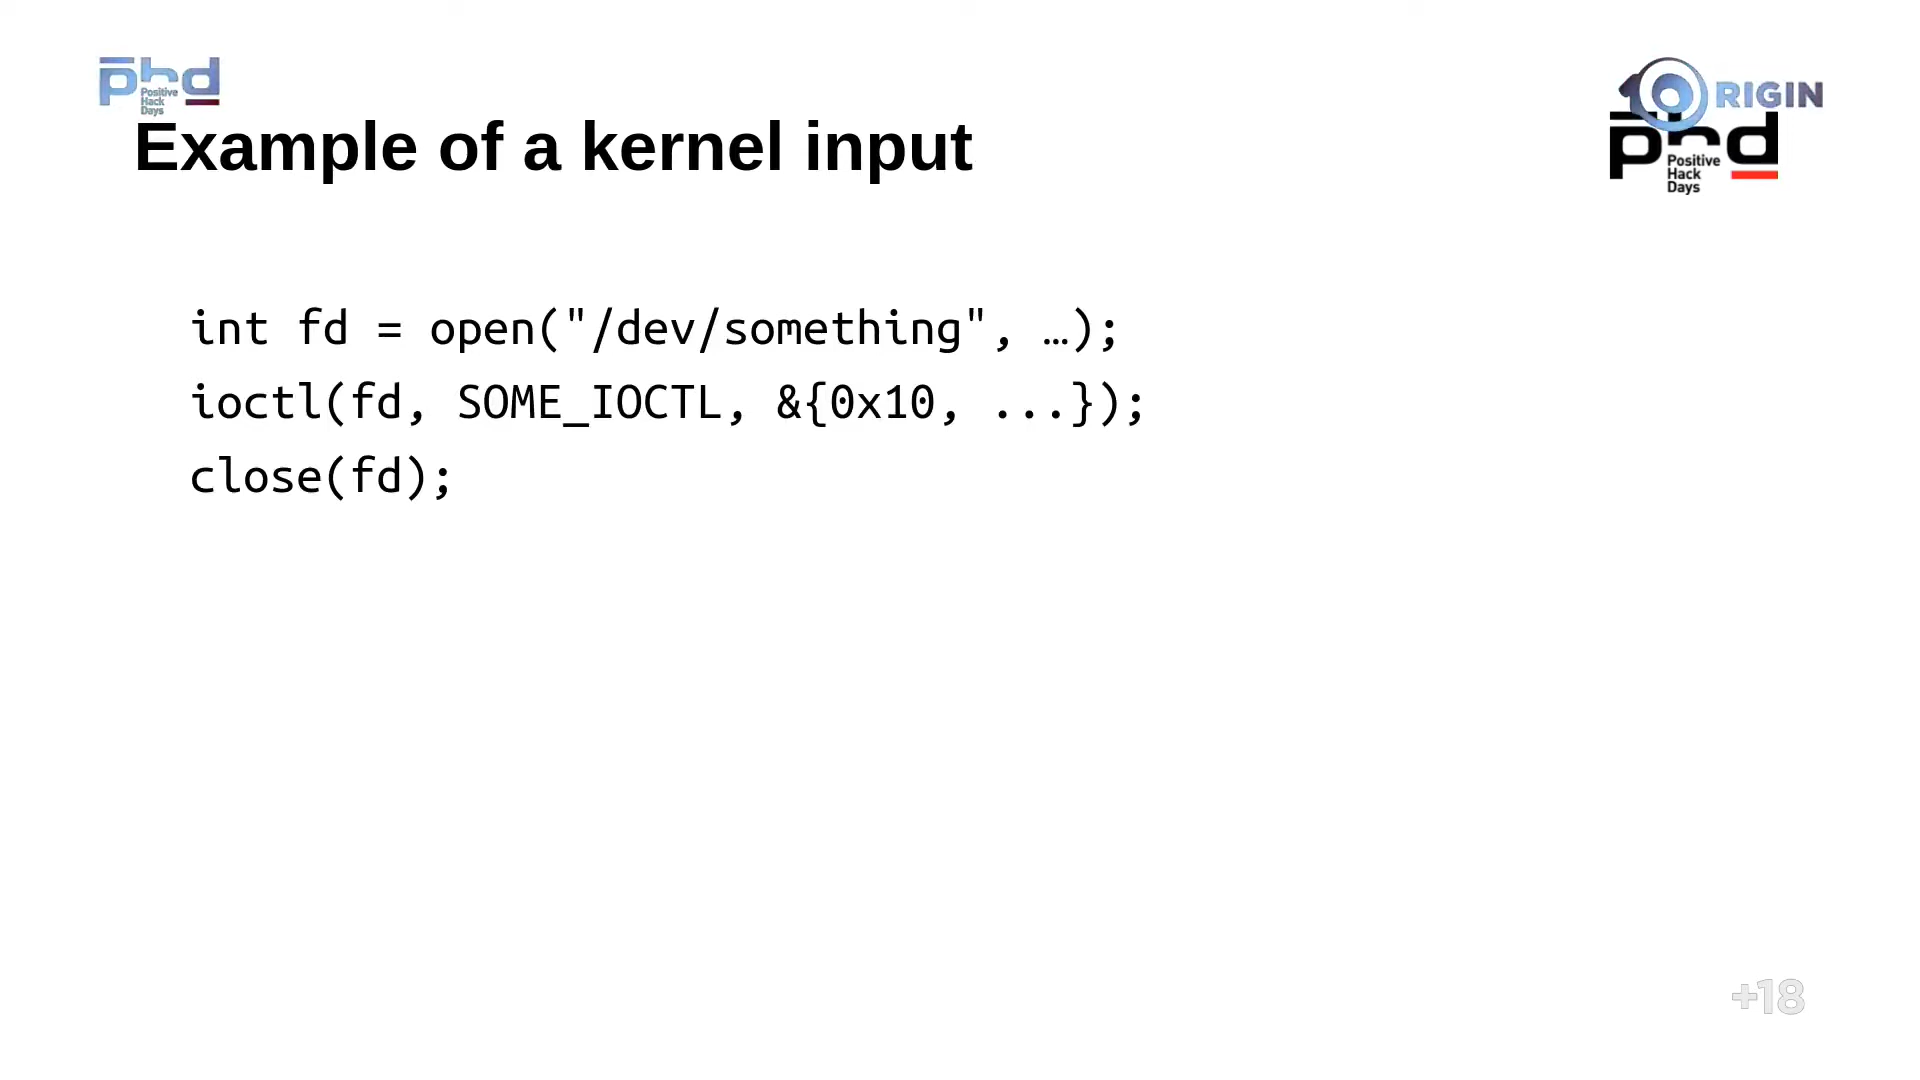 phd
Positive
Hack
Days
10RIGIN
phd
Positive
Hack
Days
Example of a kernel input
int fd = open("/dev/something", …);
ioctl(fd, SOME_IOCTL, &{0x10, ...});
close(fd);
+18